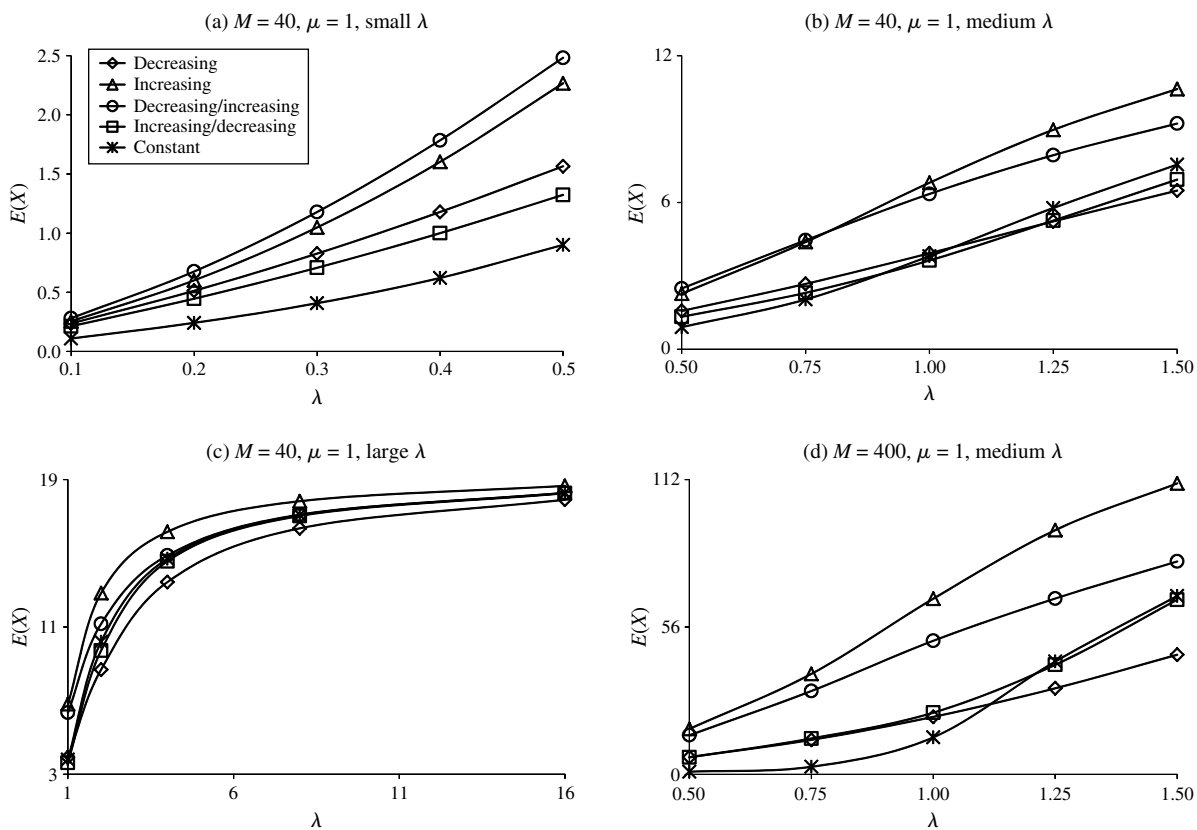 (a) M = 40, μ = 1, small λ
2.5
2.0
1.5
1.0
0.5
0.0
E(X)
Decreasing
Increasing
Decreasing/increasing
Increasing/decreasing
Constant
0.1 0.2 0.3 0.4 0.5
λ
(b) M = 40, μ = 1, medium λ
12
6
0
E(X)
0.50 0.75 1.00 1.25 1.50
λ
(c) M = 40, μ = 1, large λ
19
11
3
E(X)
1 6 11 16
λ
(d) M = 400, μ = 1, medium λ
112
56
0
E(X)
0.50 0.75 1.00 1.25 1.50
λ